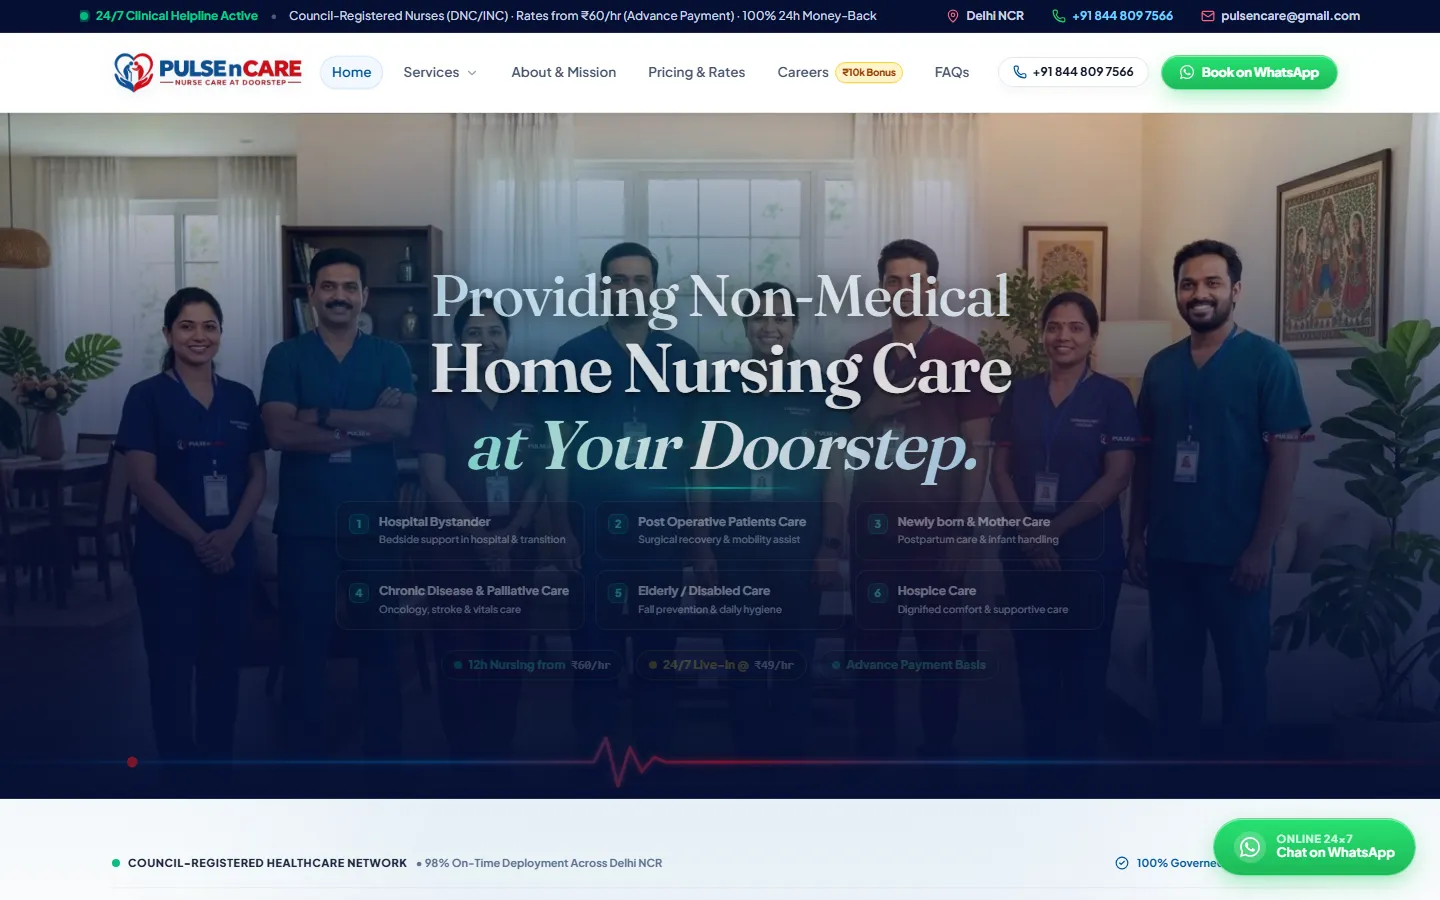 24/7 Clinical Helpline Active • Council-Registered Nurses (DNC/INC) · Rates from ₹60/hr (Advance Payment) · 100% 24h Money-Back
Delhi NCR
+91 844 809 7566
pulsencare@gmail.com
PULSEnCARE
NURSE CARE AT DOORSTEP
Home
Services
About & Mission
Pricing & Rates
Careers
₹10k Bonus
FAQs
+91 844 809 7566
Book on WhatsApp
Providing Non-Medical
Home Nursing Care
at Your Doorstep.
1 Hospital Bystander
Bedside support in hospital & transition
2 Post Operative Patients Care
Surgical recovery & mobility assist
3 Newly born & Mother Care
Postpartum care & infant handling
4 Chronic Disease & Palliative Care
Oncology, stroke & vitals care
5 Elderly / Disabled Care
Fall prevention & daily hygiene
6 Hospice Care
Dignified comfort & supportive care
12h Nursing from ₹60/hr
24/7 Live-in @ ₹49/hr
Advance Payment Basis
COUNCIL-REGISTERED HEALTHCARE NETWORK • 98% On-Time Deployment Across Delhi NCR
100%
ONLINE 24x7
Chat on WhatsApp